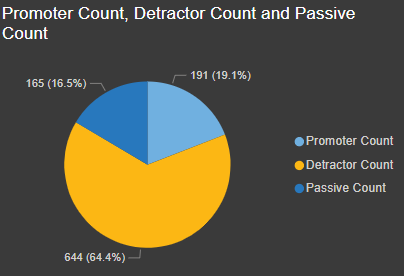 Promoter Count, Detractor Count and Passive
Count
191 (19.1%)
165 (16.5%)
Promoter Count
Detractor Count
Passive Count
644 (64.4%)